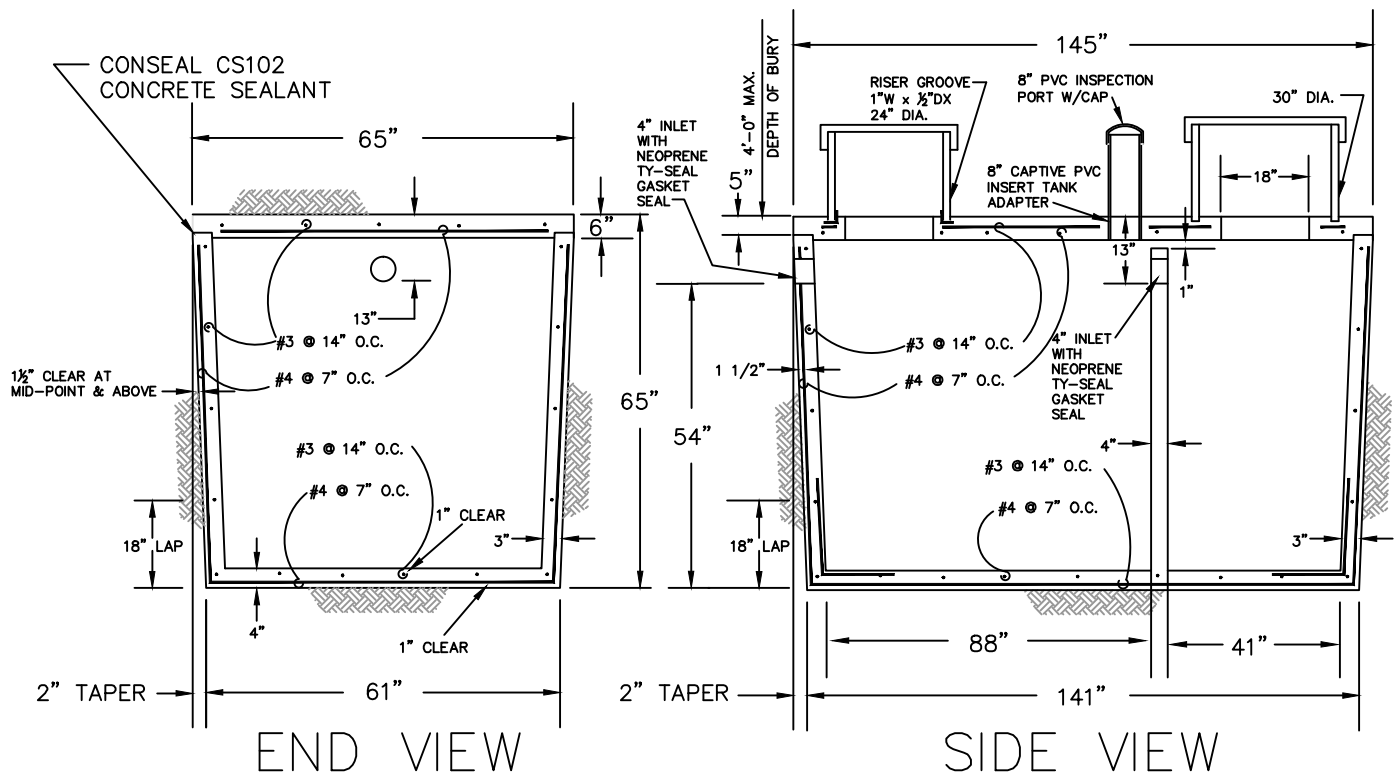 CONSEAL CS102
CONCRETE SEALANT
65”
6”
13”
#3 @ 14” O.C.
#4 @ 7” O.C.
1½” CLEAR AT
MID-POINT & ABOVE
65”
#3 @ 14” O.C.
#4 @ 7” O.C.
1” CLEAR
18” LAP
3”
4”
1” CLEAR
2” TAPER
61”
END VIEW
145”
4’-0” MAX.
DEPTH OF BURY
RISER GROOVE
1”W x ½”DX
24” DIA.
8” PVC INSPECTION
PORT W/CAP
30” DIA.
4” INLET
WITH
NEOPRENE
TY-SEAL
GASKET
SEAL
5”
8” CAPTIVE PVC
INSERT TANK
ADAPTER
18”
13”
1”
#3 @ 14” O.C.
#4 @ 7” O.C.
1 1/2”
4” INLET
WITH
NEOPRENE
TY-SEAL
GASKET
SEAL
54”
4”
#3 @ 14” O.C.
#4 @ 7” O.C.
18” LAP
3”
88”
41”
2” TAPER
141”
SIDE VIEW